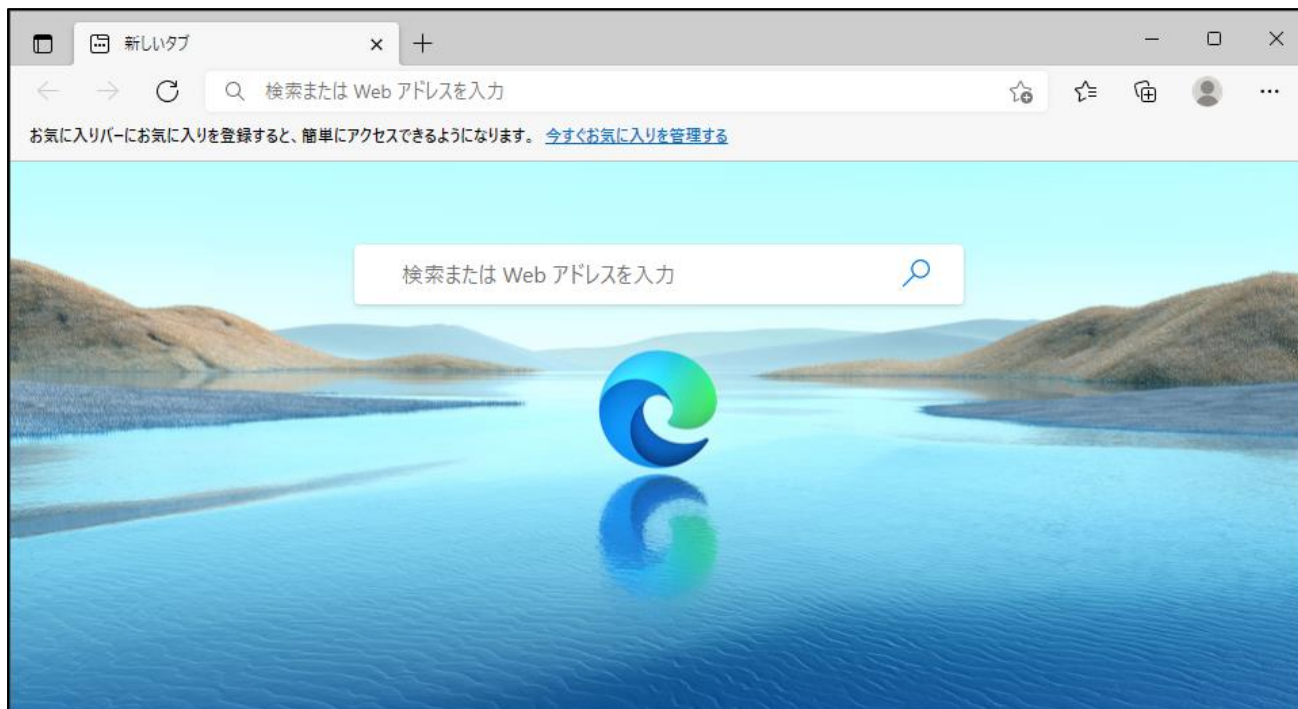 新しいタブ
検索または Web アドレスを入力
お気に入りバーにお気に入りを登録すると、簡単にアクセスできるようになります。 今すぐお気に入りを管理する
検索または Web アドレスを入力